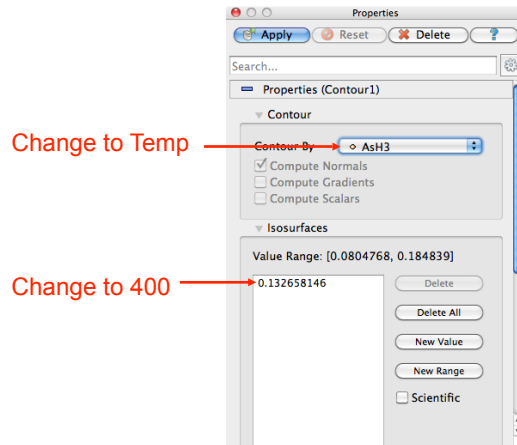 Properties
Apply Reset Delete ?
Search...
Properties (Contour1)
Contour
Change to Temp
Contour By AsH3
Compute Normals
Compute Gradients
Compute Scalars
Isosurfaces
Value Range: [0.0804768, 0.184839]
Change to 400
0.132658146 Delete
Delete All
New Value
New Range
Scientific